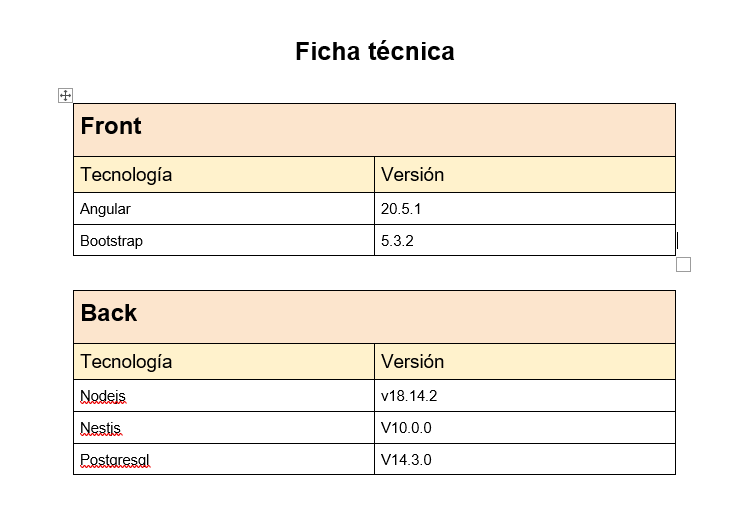 Ficha técnica
Front
Tecnología Versión
Angular 20.5.1
Bootstrap 5.3.2
Back
Tecnología Versión
Nodejs v18.14.2
Nestjs V10.0.0
Postgresql V14.3.0